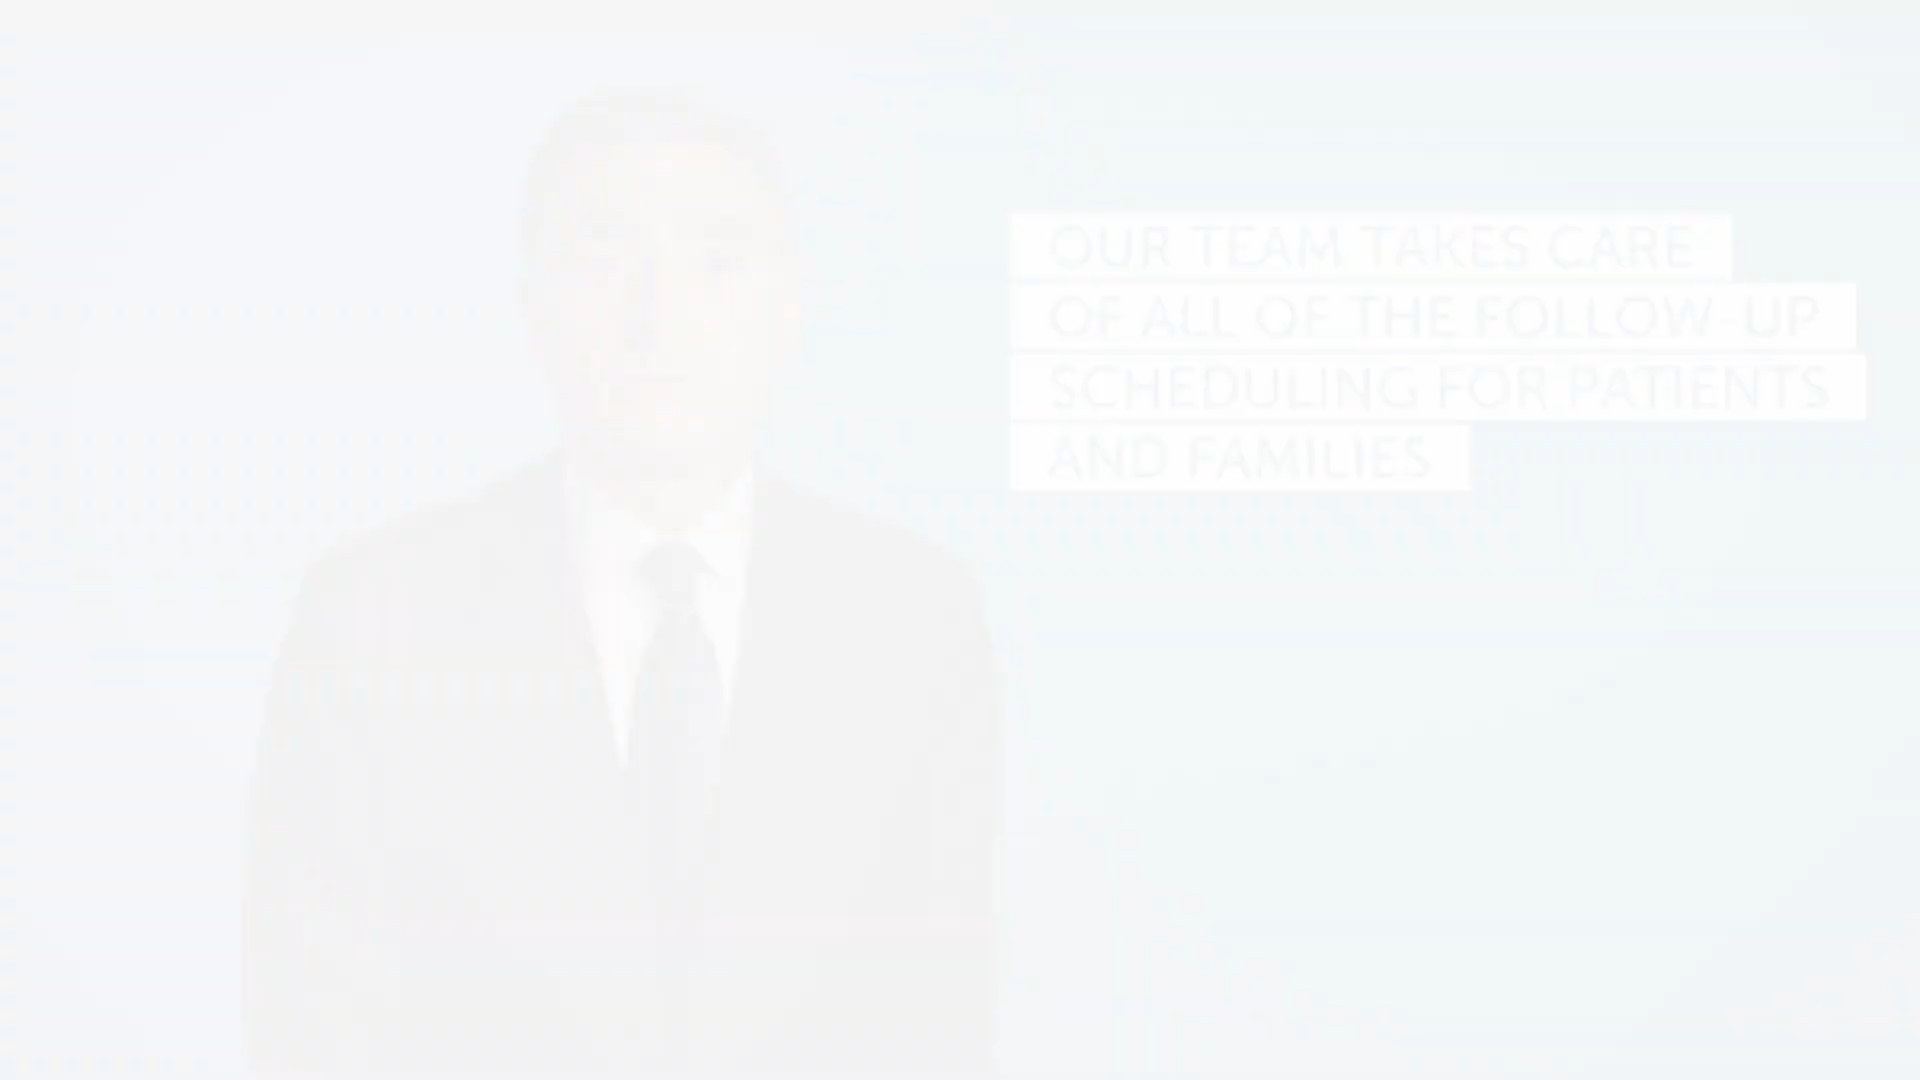 OUR TEAM TAKES CARE
OF ALL OF THE FOLLOW-UP
SCHEDULING FOR PATIENTS
AND FAMILIES